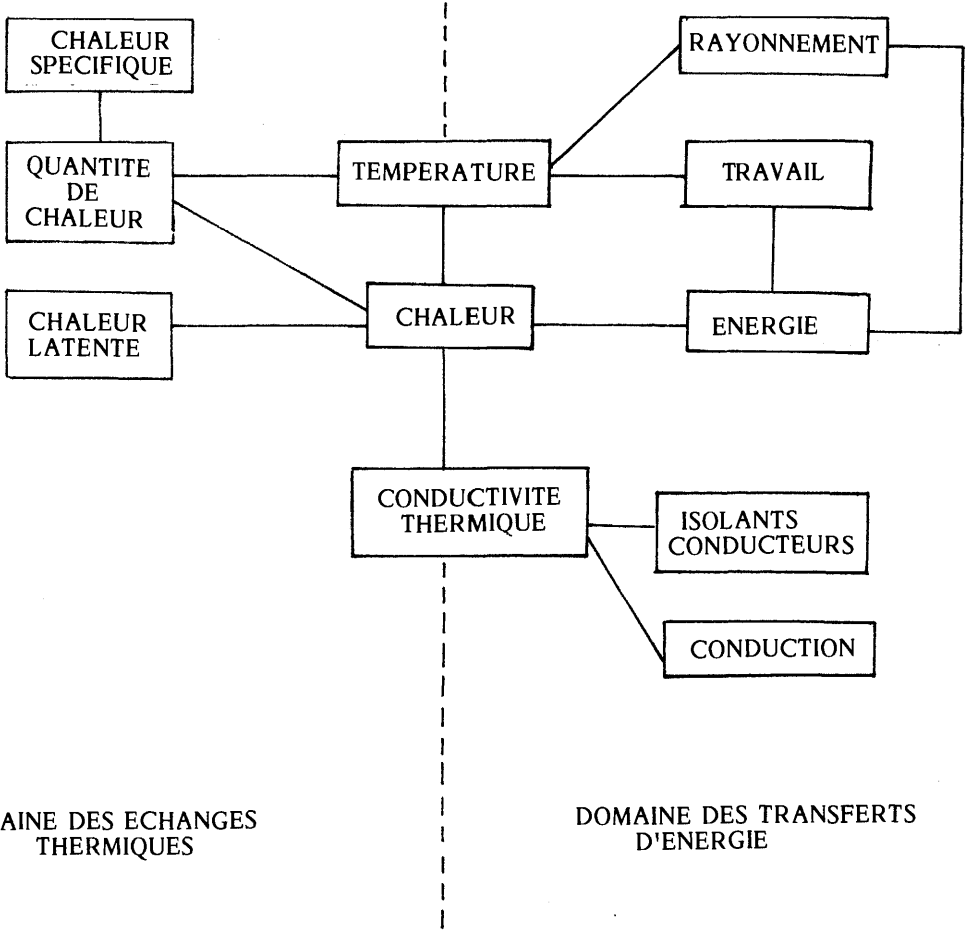 CHALEUR
SPECIFIQUE
RAYONNEMENT
QUANTITE
DE
CHALEUR
TEMPERATURE
TRAVAIL
CHALEUR
LATENTE
CHALEUR
ENERGIE
CONDUCTIVITE
THERMIQUE
ISOLANTS
CONDUCTEURS
CONDUCTION
AINE DES ECHANGES
THERMIQUES
DOMAINE DES TRANSFERTS
D'ENERGIE